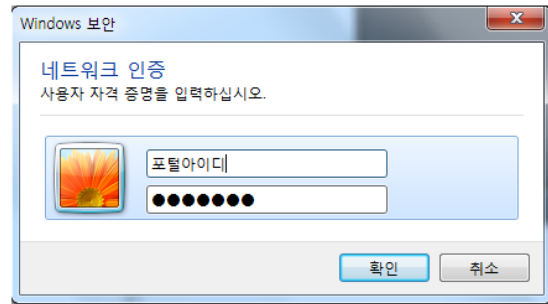 Windows 보안
네트워크 인증
사용자 자격 증명을 입력하십시오.
포털아이디
●●●●●●●
확인
취소